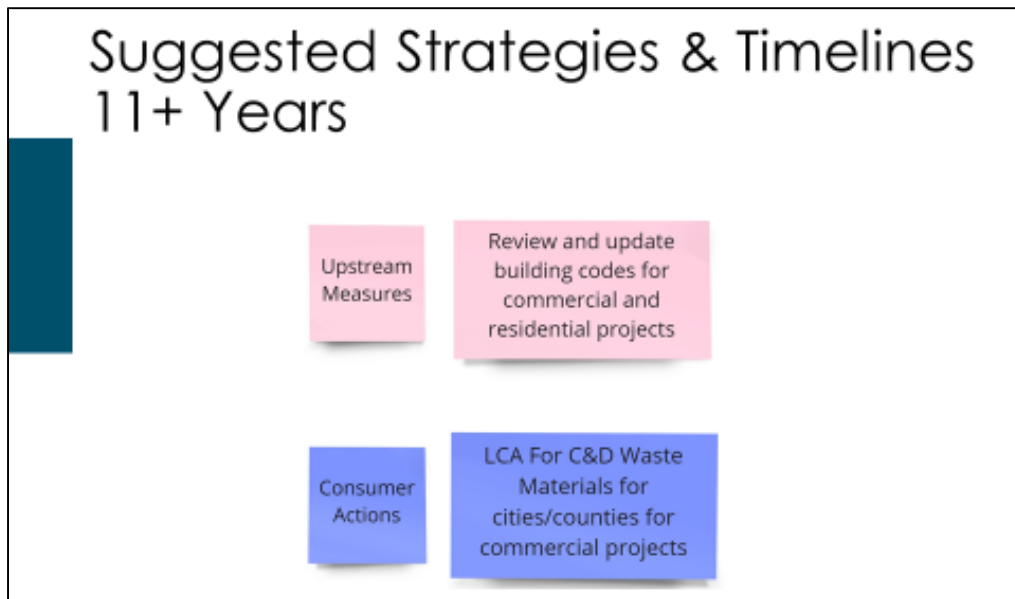 Suggested Strategies & Timelines
11+ Years
Upstream
Measures
Review and update
building codes for
commercial and
residential projects
Consumer
Actions
LCA For C&D Waste
Materials for
cities/counties for
commercial projects